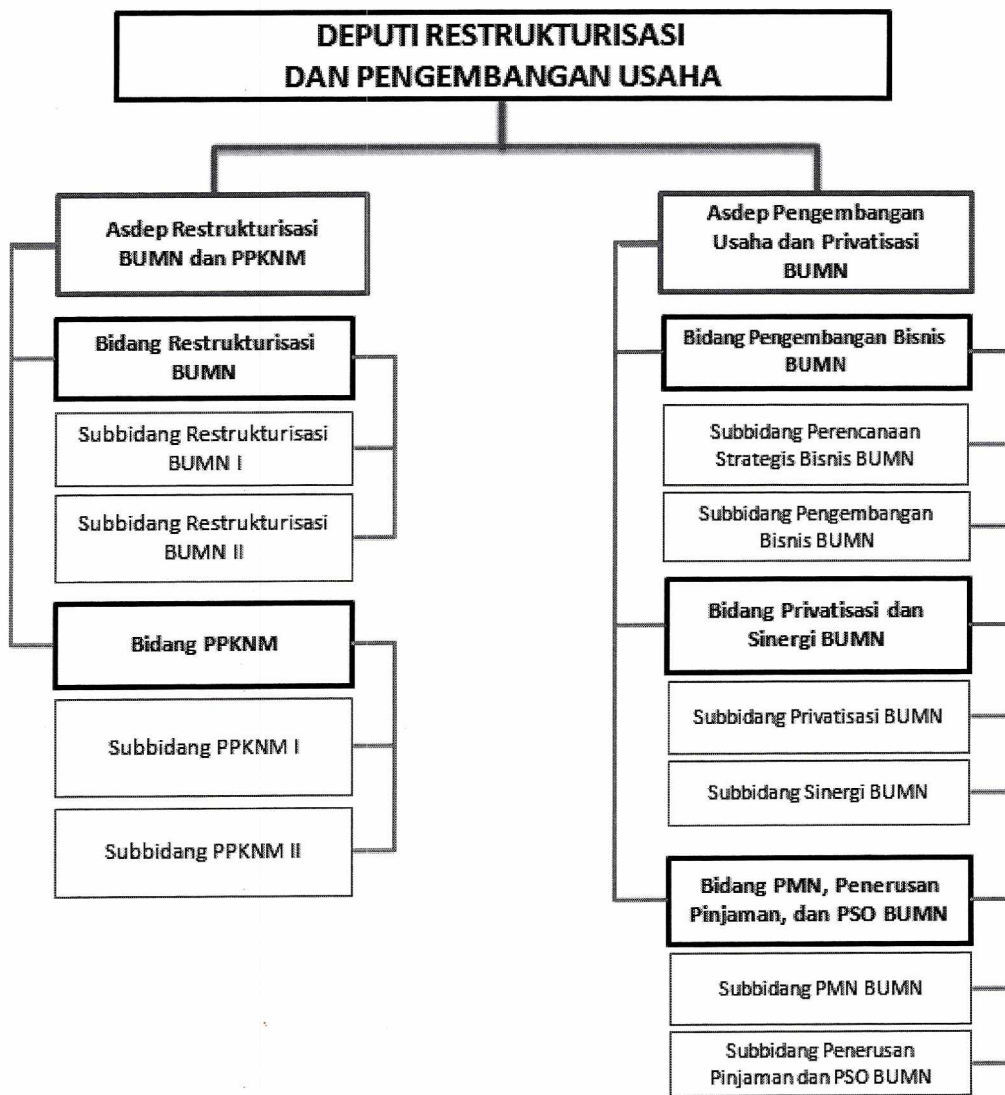 DEPUTI RESTRUKTURISASI
DAN PENGEMBANGAN USAHA
Asdep Restrukturisasi
BUMN dan PPKNM
Bidang Restrukturisasi
BUMN
Subbidang Restrukturisasi
BUMN I
Subbidang Restrukturisasi
BUMN II
Bidang PPKNM
Subbidang PPKNM I
Subbidang PPKNM II
Asdep Pengembangan
Usaha dan Privatisasi
BUMN
Bidang Pengembangan Bisnis
BUMN
Subbidang Perencanaan
Strategis Bisnis BUMN
Subbidang Pengembangan
Bisnis BUMN
Bidang Privatisasi dan
Sinergi BUMN
Subbidang Privatisasi BUMN
Subbidang Sinergi BUMN
Bidang PMN, Penerusan
Pinjaman, dan PSO BUMN
Subbidang PMN BUMN
Subbidang Penerusan
Pinjaman dan PSO BUMN